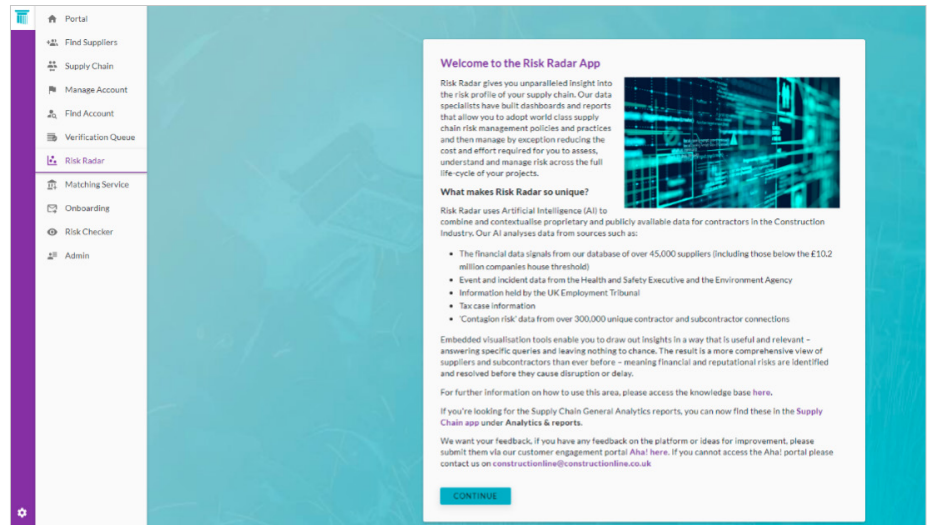 Portal
Find Suppliers
Supply Chain
Manage Account
Find Account
Verification Queue
Risk Radar
Matching Service
Onboarding
Risk Checker
Admin
Welcome to the Risk Radar App
Risk Radar gives you unparalleled insight into
the risk profile of your supply chain. Our data
specialists have built dashboards and reports
that allow you to adopt world class supply
chain risk management policies and practices
and then manage by exception reducing the
cost and effort required for you to assess,
understand and manage risk across the full
life-cycle of your projects.
What makes Risk Radar so unique?
Risk Radar uses Artificial Intelligence (AI) to
combine and contextualise proprietary and publicly available data for contractors in the Construction
Industry. Our AI analyses data from sources such as:
• The financial data signals from our database of over 45,000 suppliers (including those below the £10.2
million companies house threshold)
• Event and incident data from the Health and Safety Executive and the Environment Agency
• Information held by the UK Employment Tribunal
• Tax case information
• 'Contagion risk' data from over 300,000 unique contractor and subcontractor connections
Embedded visualisation tools enable you to draw out insights in a way that is useful and relevant –
answering specific queries and leaving nothing to chance. The result is a more comprehensive view of
suppliers and subcontractors than ever before – meaning financial and reputational risks are identified
and resolved before they cause disruption or delay.
For further information on how to use this area, please access the knowledge base here.
If you're looking for the Supply Chain General Analytics reports, you can now find these in the Supply
Chain app under Analytics & reports.
We want your feedback, if you have any feedback on the platform or ideas for improvement, please
submit them via our customer engagement portal Aha! here. If you cannot access the Aha! portal please
contact us on constructionline@constructionline.co.uk
CONTINUE